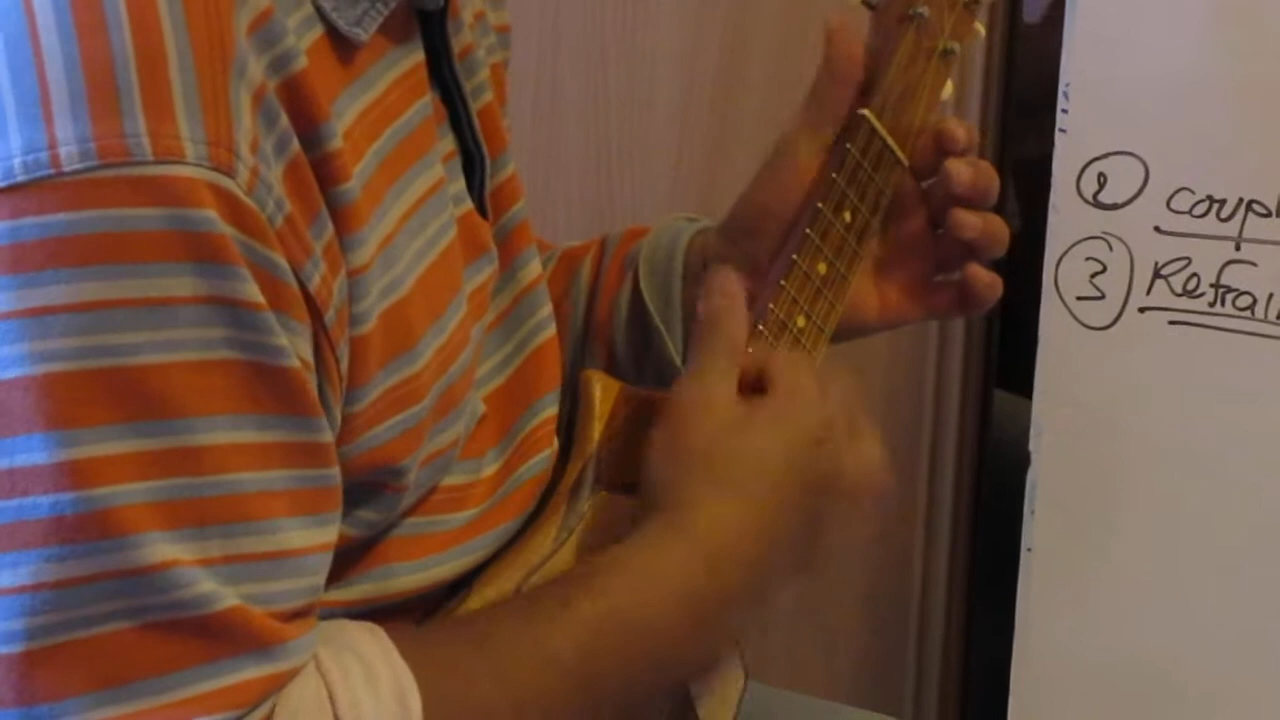 ② coupl
③ Refrai